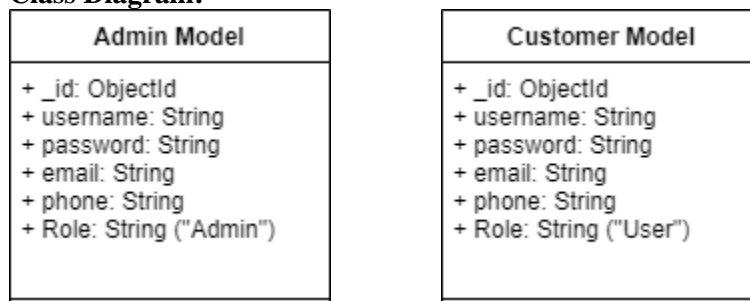 Class Diagram:
Admin Model
+ _id: ObjectId
+ username: String
+ password: String
+ email: String
+ phone: String
+ Role: String ("Admin")
Customer Model
+ _id: ObjectId
+ username: String
+ password: String
+ email: String
+ phone: String
+ Role: String ("User")